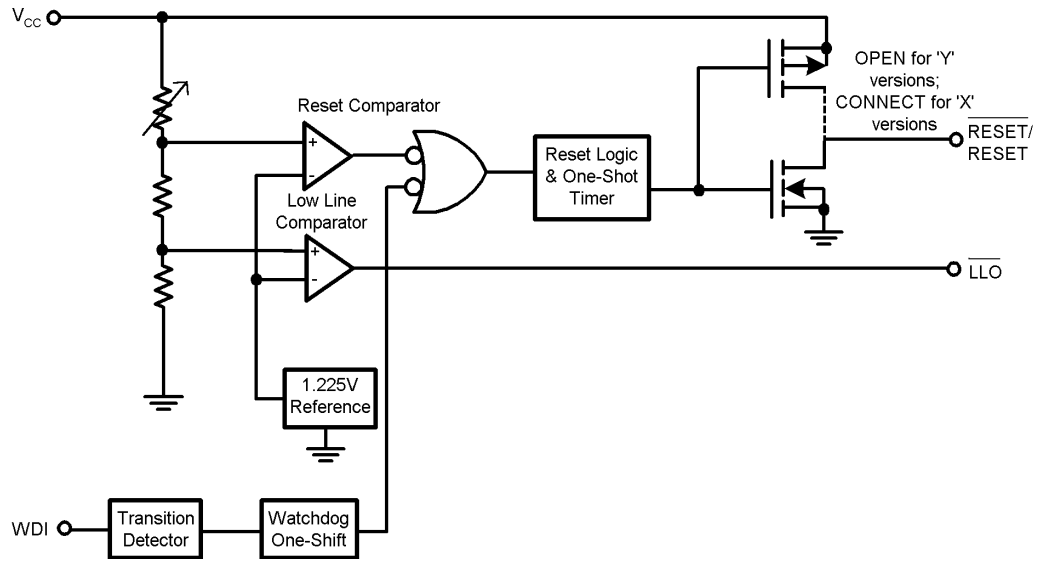 VCC
Reset Comparator
+
-
Low Line
Comparator
+
-
1.225V
Reference
Reset Logic
& One-Shot
Timer
OPEN for 'Y'
versions;
CONNECT for 'X'
versions
RESET/
RESET
LLO
WDI
Transition
Detector
Watchdog
One-Shift